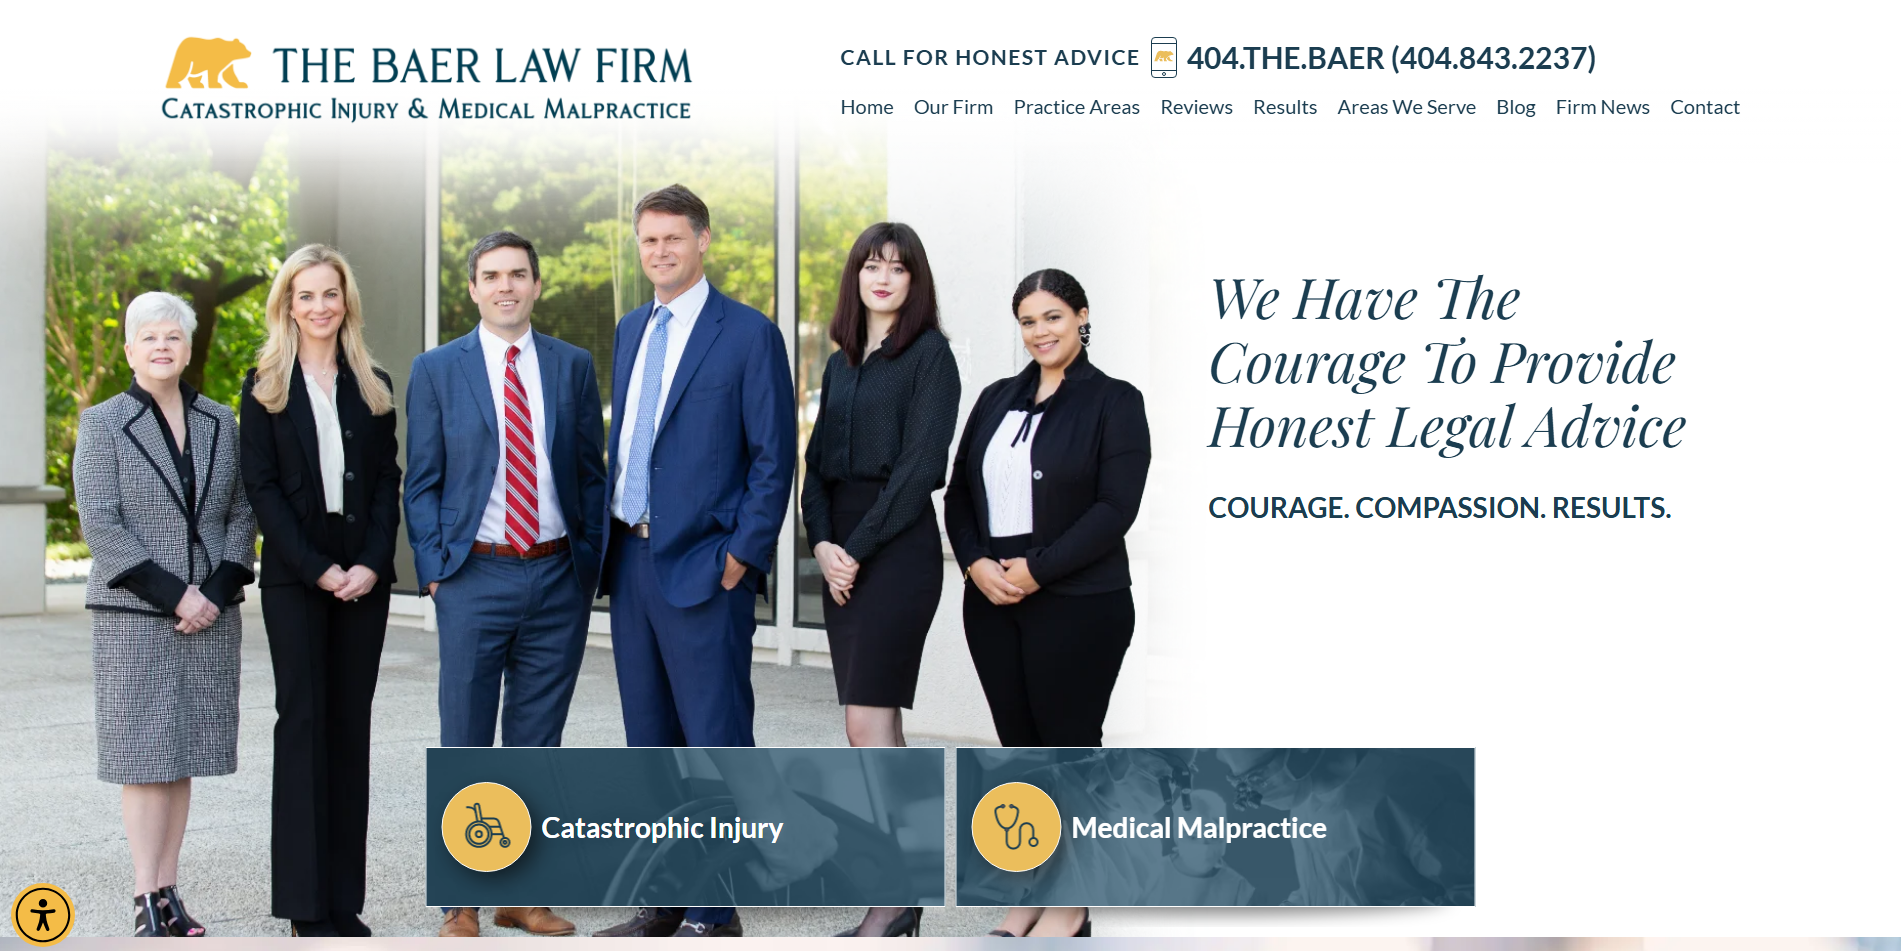 THE BAER LAW FIRM
CATASTROPHIC INJURY & MEDICAL MALPRACTICE
CALL FOR HONEST ADVICE 404.THE.BAER (404.843.2237)
Home Our Firm Practice Areas Reviews Results Areas We Serve Blog Firm News Contact
We Have The
Courage To Provide
Honest Legal Advice
COURAGE. COMPASSION. RESULTS.
Catastrophic Injury
Medical Malpractice